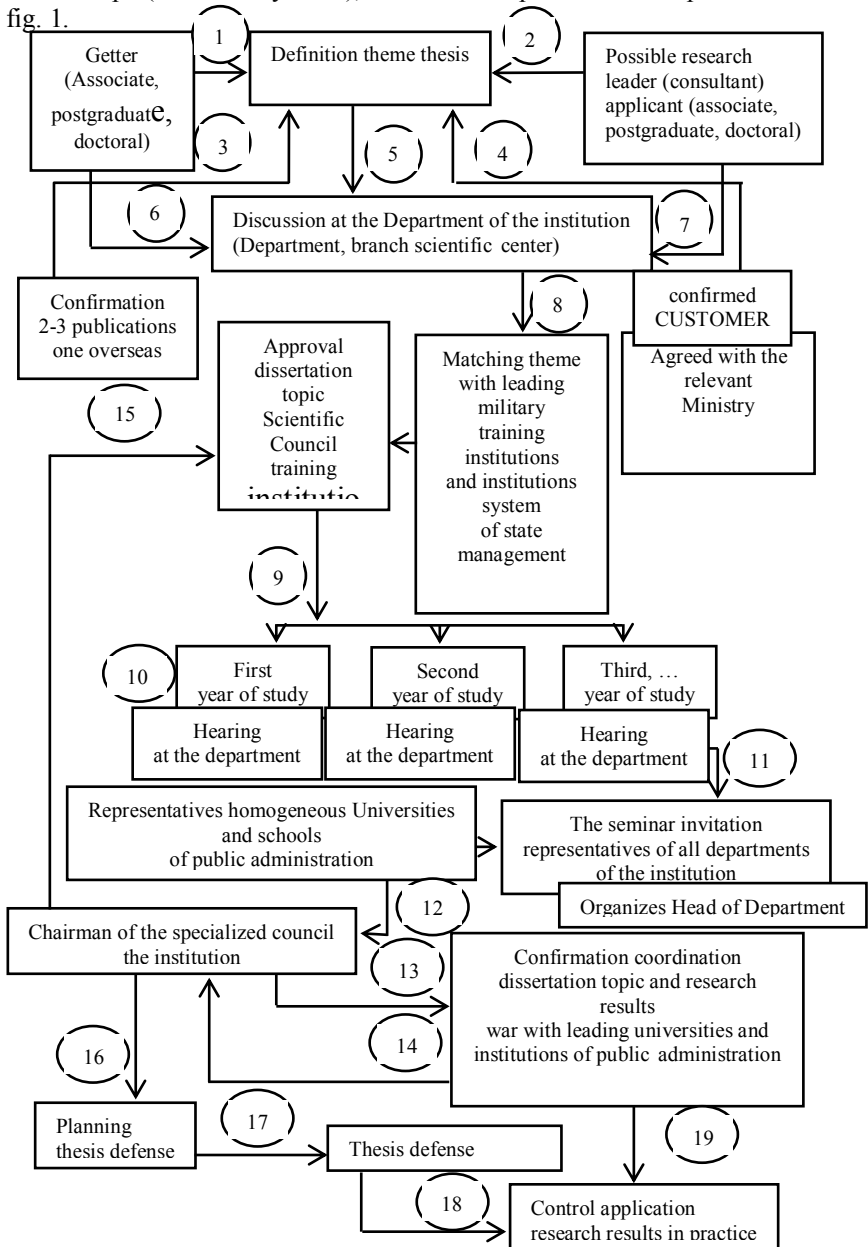 fig. 1.
1
2
Getter
(Associate,
postgraduate,
doctoral)
Definition theme thesis
Possible research
leader (consultant)
applicant (associate,
postgraduate, doctoral)
3
5
4
6
7
Discussion at the Department of the institution
(Department, branch scientific center)
Confirmation
2-3 publications
one overseas
8
confirmed
CUSTOMER
Agreed with the
relevant
Ministry
Approval
dissertation
topic
Scientific
Council
training
Matching theme
with leading
military
training
institutions
and institutions
system
of state
management
15
9
10
First
year of study
Second
year of study
Third, …
year of study
Hearing
at the department
Hearing
at the department
Hearing
at the department
11
Representatives homogeneous Universities
and schools
of public administration
The seminar invitation
representatives of all departments
of the institution
Organizes Head of Department
12
Chairman of the specialized council
the institution
13
Confirmation coordination
dissertation topic and research
results
war with leading universities and
institutions of public administration
14
16
17
19
Planning
thesis defense
Thesis defense
18
Control application
research results in practice